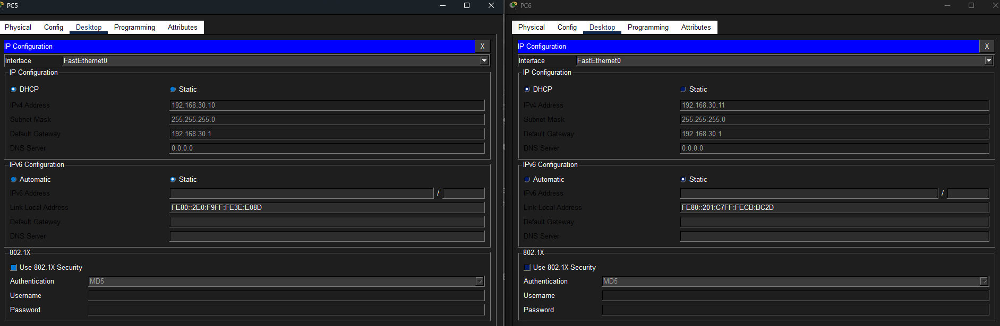 PC5
Physical Config Desktop Programming Attributes
IP Configuration X
Interface FastEthernet0
IP Configuration
DHCP Static
IPv4 Address 192.168.30.10
Subnet Mask 255.255.255.0
Default Gateway 192.168.30.1
DNS Server 0.0.0.0
IPv6 Configuration
Automatic Static
IPv6 Address /
Link Local Address FE80::2E0:F9FF:FE3E:E08D
Default Gateway
DNS Server
802.1X
Use 802.1X Security
Authentication MD5
Username
Password
PC6
Physical Config Desktop Programming Attributes
IP Configuration X
Interface FastEthernet0
IP Configuration
DHCP Static
IPv4 Address 192.168.30.11
Subnet Mask 255.255.255.0
Default Gateway 192.168.30.1
DNS Server 0.0.0.0
IPv6 Configuration
Automatic Static
IPv6 Address /
Link Local Address FE80::201:C7FF:FECB:BC2D
Default Gateway
DNS Server
802.1X
Use 802.1X Security
Authentication MD5
Username
Password